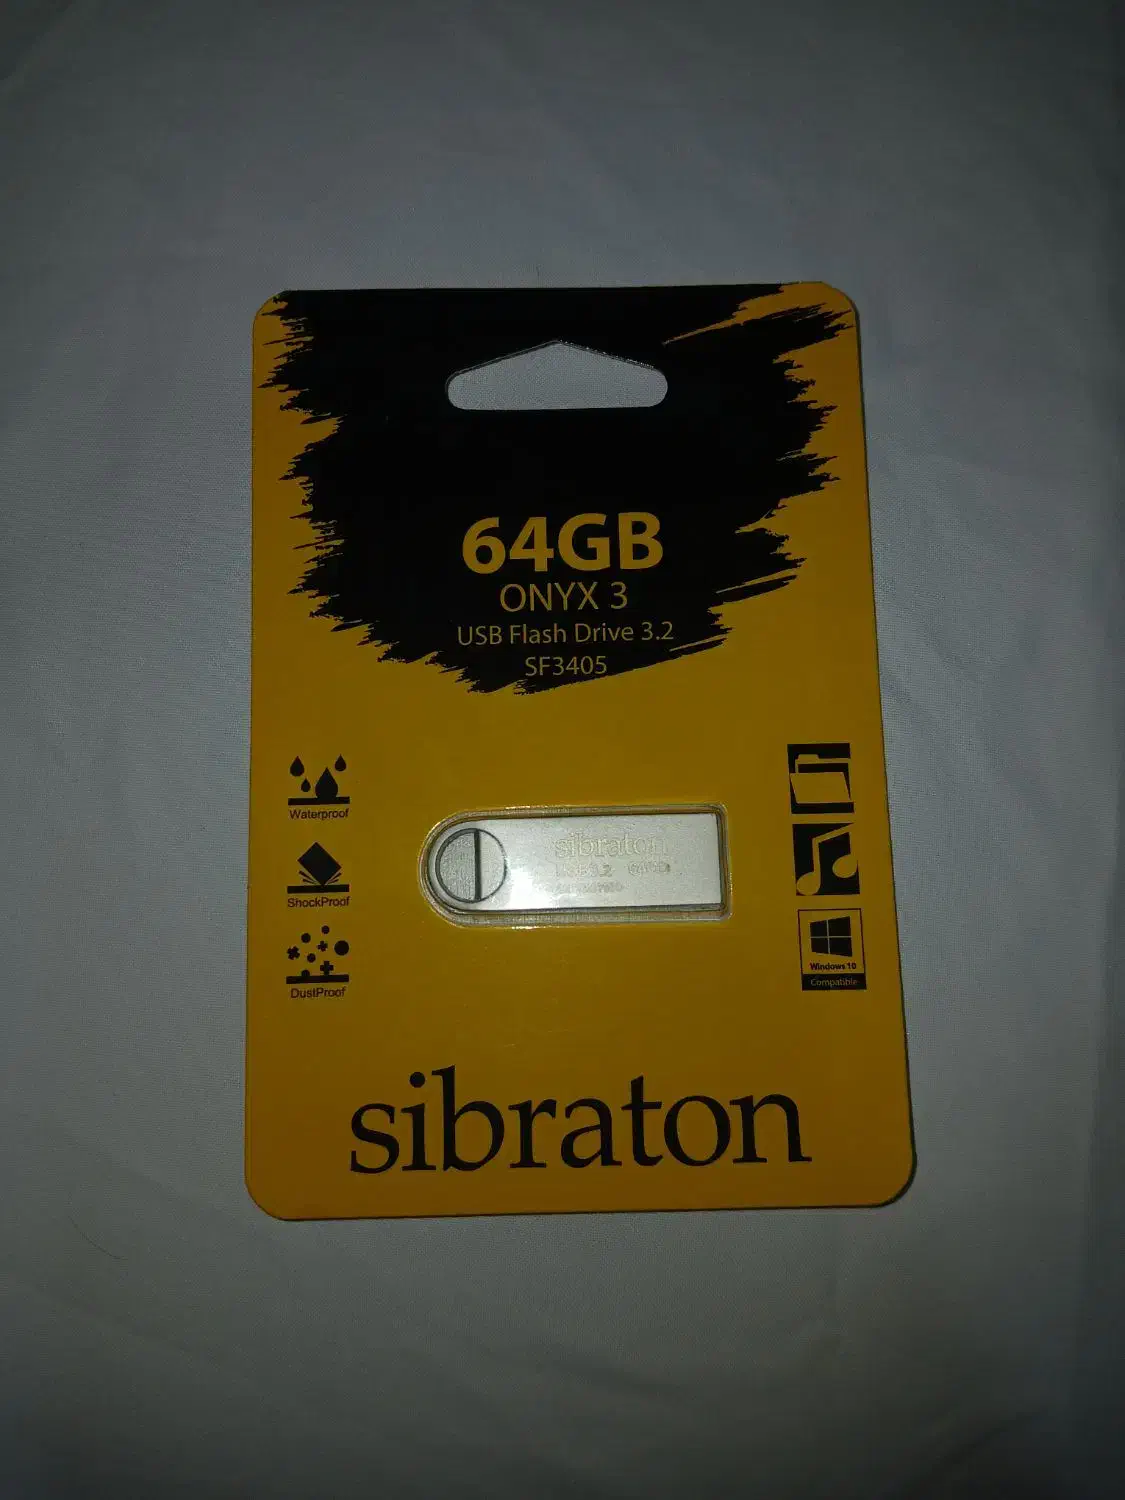 64GB
ONYX 3
USB Flash Drive 3.2
SF3405
Waterproof
ShockProof
DustProof
sibraton
Windows 10
Compatible
sibraton